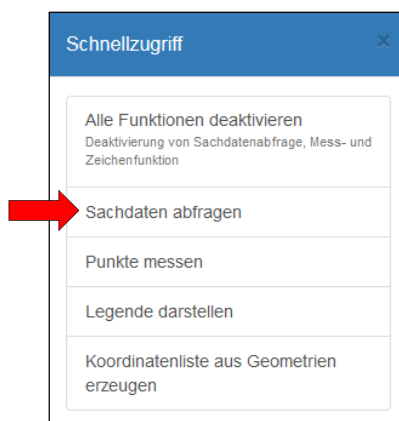 Schnellzugriff ×
Alle Funktionen deaktivieren
Deaktivierung von Sachdatenabfrage, Mess- und
Zeichenfunktion
Sachdaten abfragen
Punkte messen
Legende darstellen
Koordinatenliste aus Geometrien
erzeugen